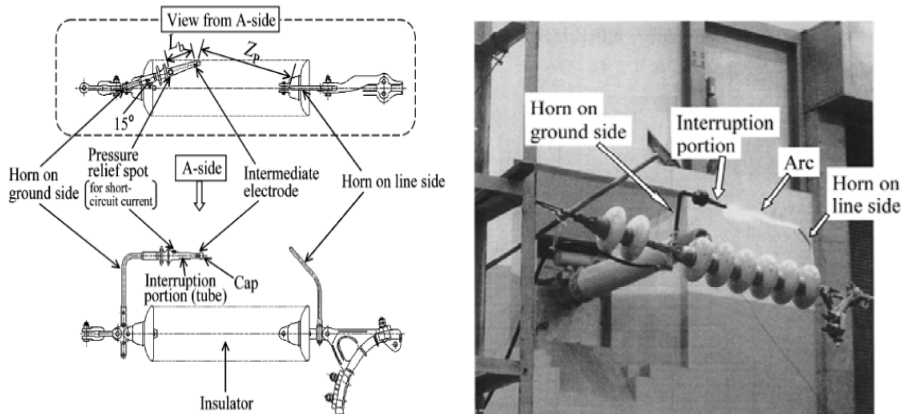 View from A-side
Lh
Zp
15°
Horn on
ground side
Pressure
relief spot
for short-
circuit current
A-side
Intermediate
electrode
Horn on line side
Interruption
portion (tube)
Cap
Insulator
Horn on
ground side
Interruption
portion
Arc
Horn on
line side